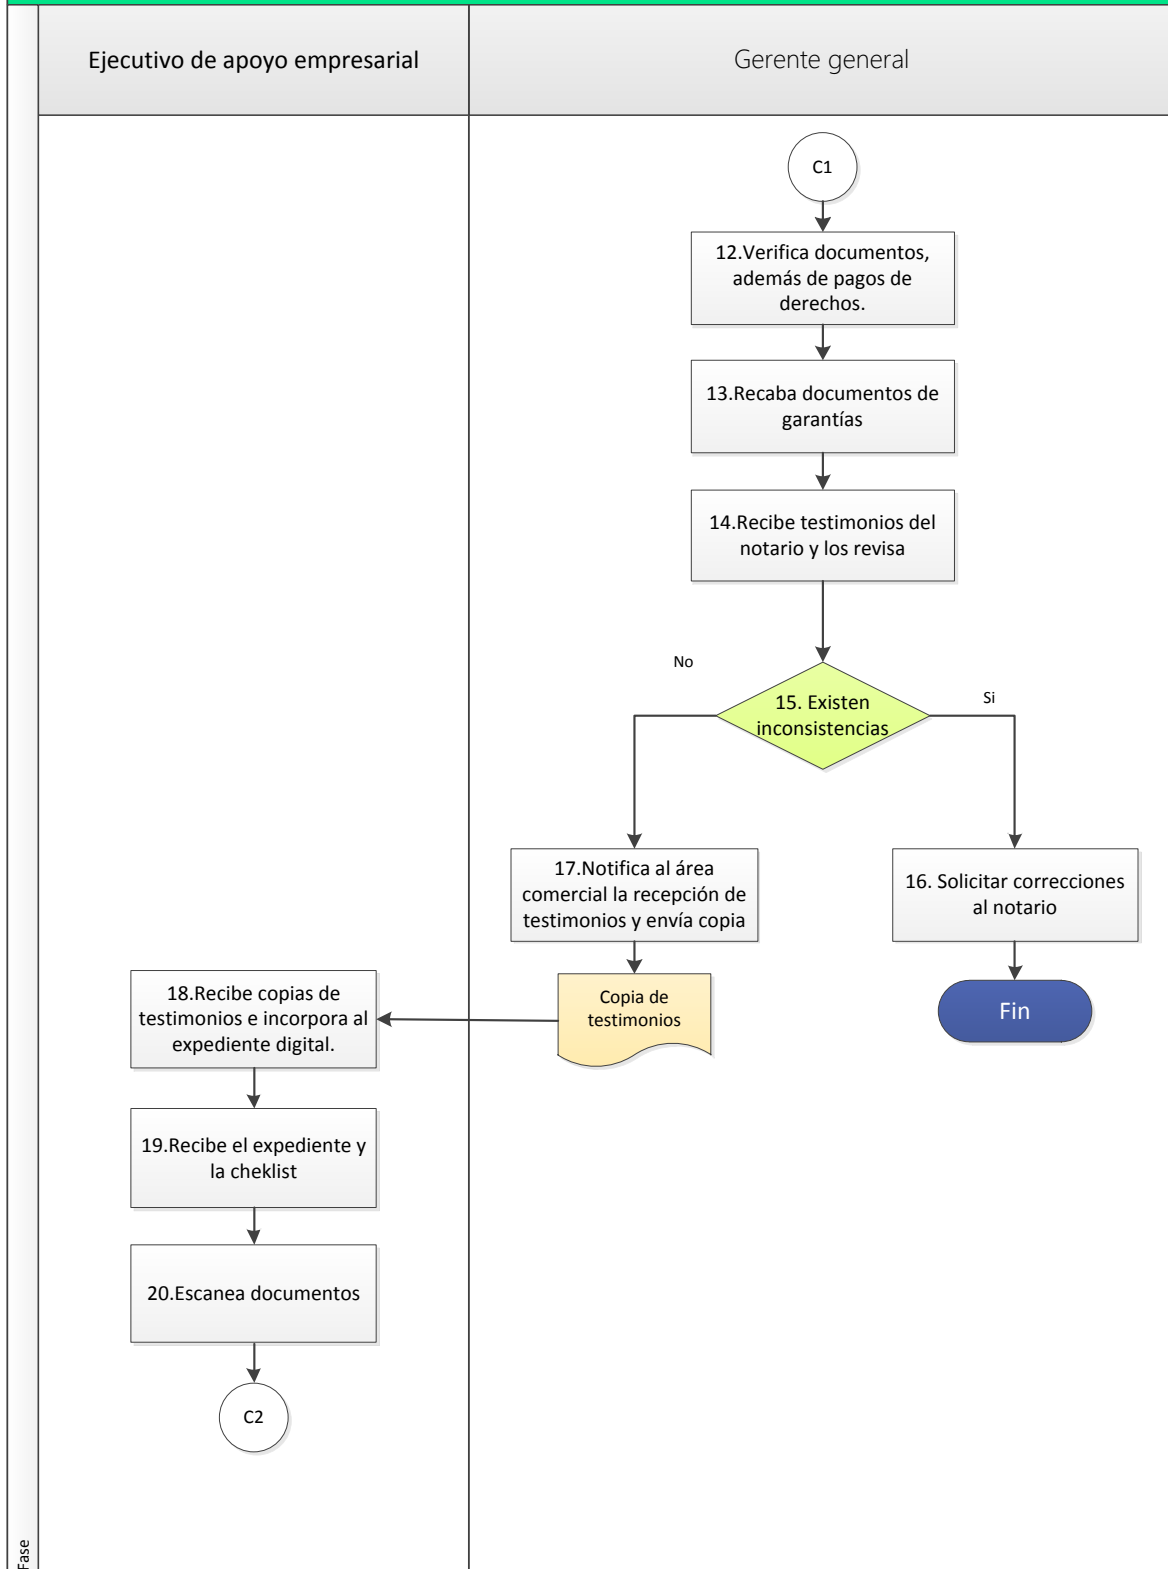 Ejecutivo de apoyo empresarial
Gerente general
C1
12.Verifica documentos,
además de pagos de
derechos.
13.Recaba documentos de
garantías
14.Recibe testimonios del
notario y los revisa
No
15. Existen
inconsistencias
Si
17.Notifica al área
comercial la recepción de
testimonios y envía copia
16. Solicitar correcciones
al notario
Copia de
testimonios
Fin
18.Recibe copias de
testimonios e incorpora al
expediente digital.
19.Recibe el expediente y
la cheklist
20.Escanea documentos
C2
Fase